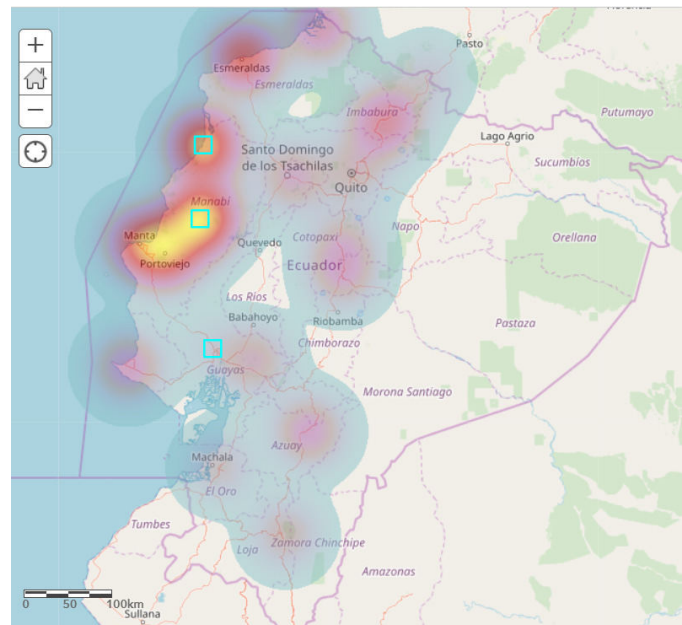 Pasto
Esmeraldas
Esmeraldas
Imbabura
Putumayo
Lago Agrio
Santo Domingo
de los Tsachilas
Sucumbios
Quito
Manabí
Napo
Manta
Cotopaxi
Orellana
Quevedo
Portoviejo
Ecuador
Los Rios
Babahoyo
Riobamba
Pastaza
Chimborazo
Guayas
Morona Santiago
Azuay
Machala
El Oro
Tumbes
Loja
Zamora Chinchipe
Amazonas
0 50 100km
Sullana